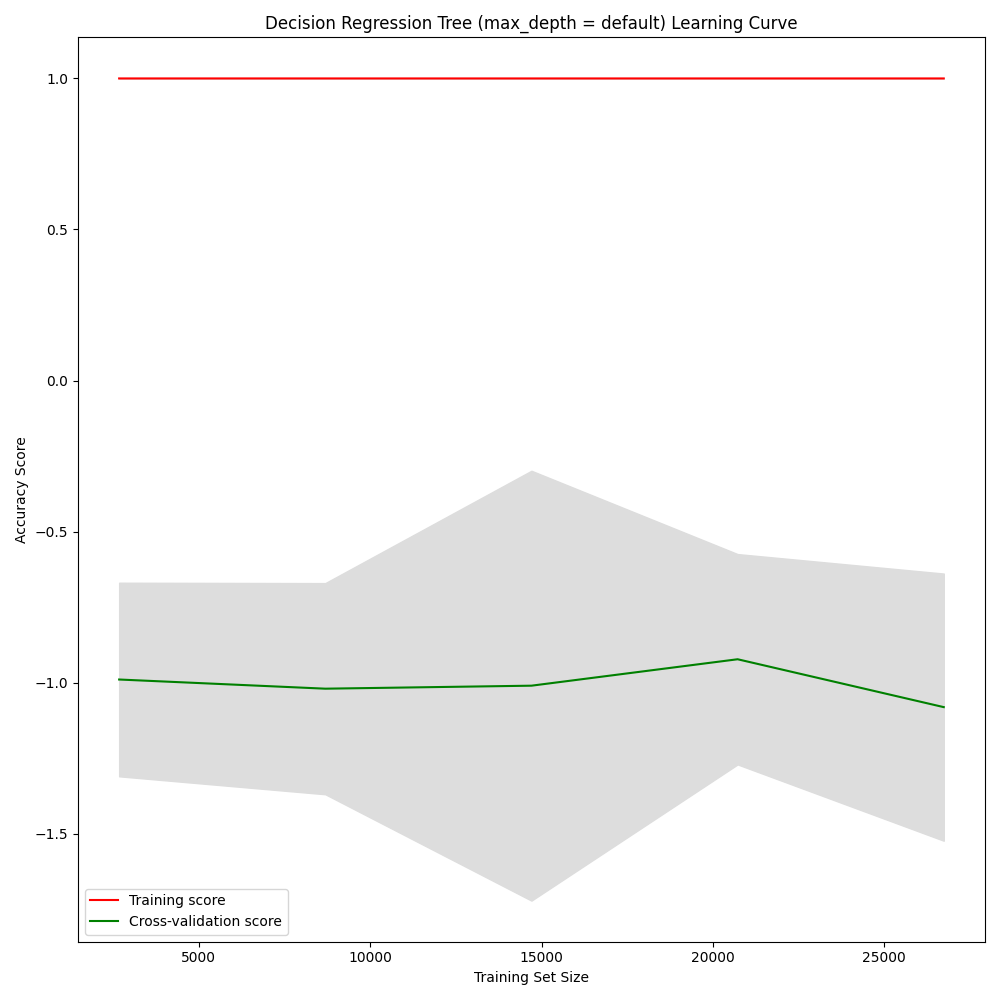 Decision Regression Tree (max_depth = default) Learning Curve
Accuracy Score
1.0
0.5
0.0
−0.5
−1.0
−1.5
Training score
Cross-validation score
5000 10000 15000 20000 25000
Training Set Size